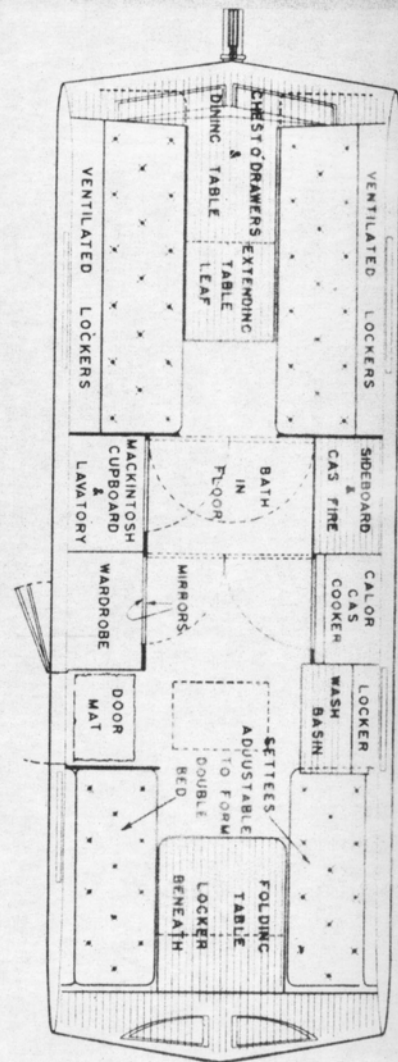 VENTILATED LOCKERS
CHEST O' DRAWERS
&
DINING TABLE
EXTENDING
TABLE
LEAF
VENTILATED LOCKERS
SIDEBOARD
&
GAS FIRE
BATH
IN
FLOOR
MACKINTOSH
CUPBOARD
&
LAVATORY
CALOR
GAS
COOKER
MIRRORS
WARDROBE
LOCKER
WASH
BASIN
SETTEES
ADJUSTABLE
TO FORM
DOUBLE
BED
DOOR
MAT
FOLDING
TABLE
LOCKER
BENEATH